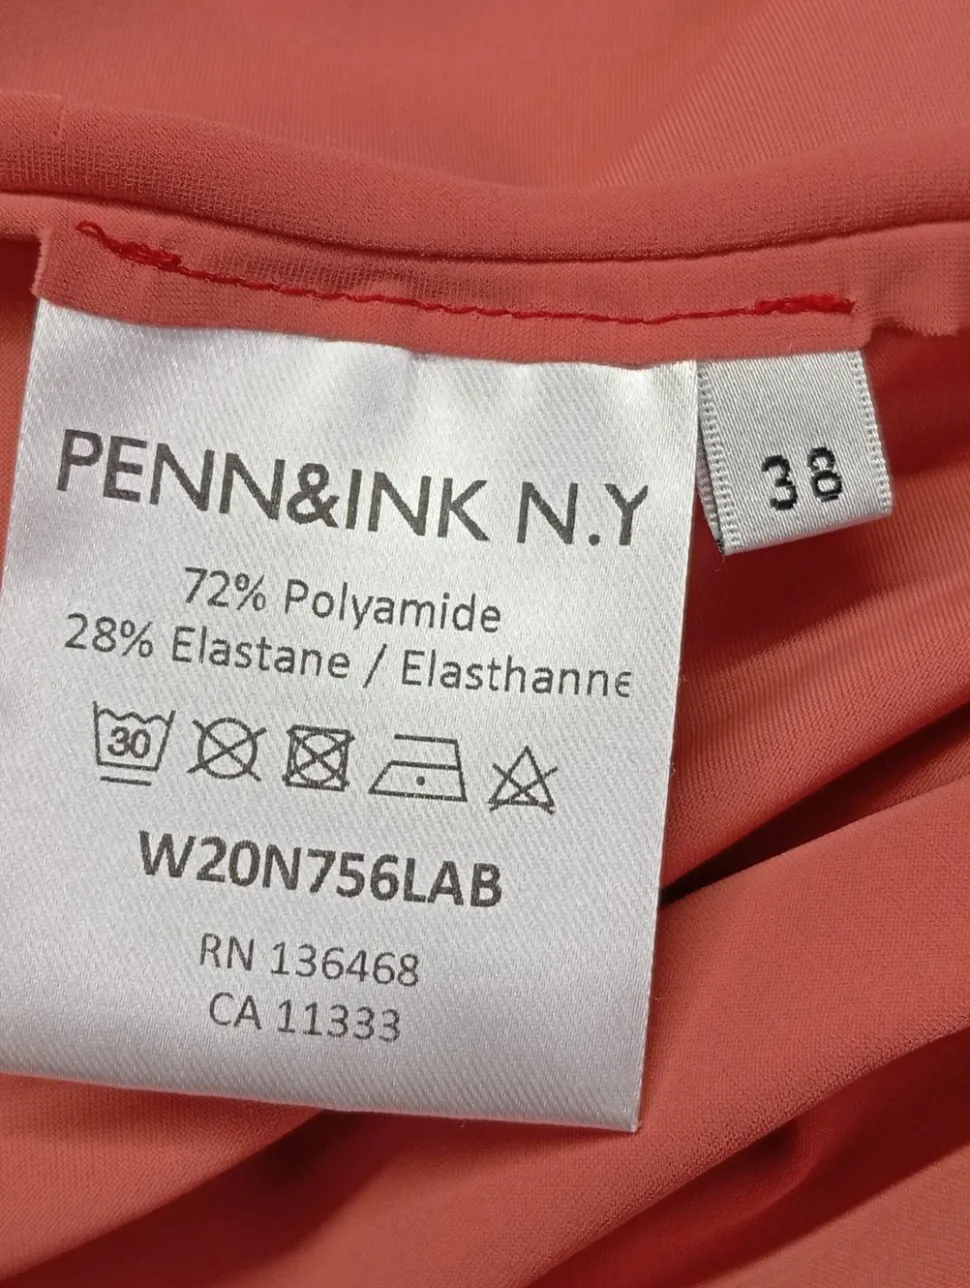 PENN&INK N.Y
38
72% Polyamide
28% Elastane / Elasthanne
30
W20N756LAB
RN 136468
CA 11333